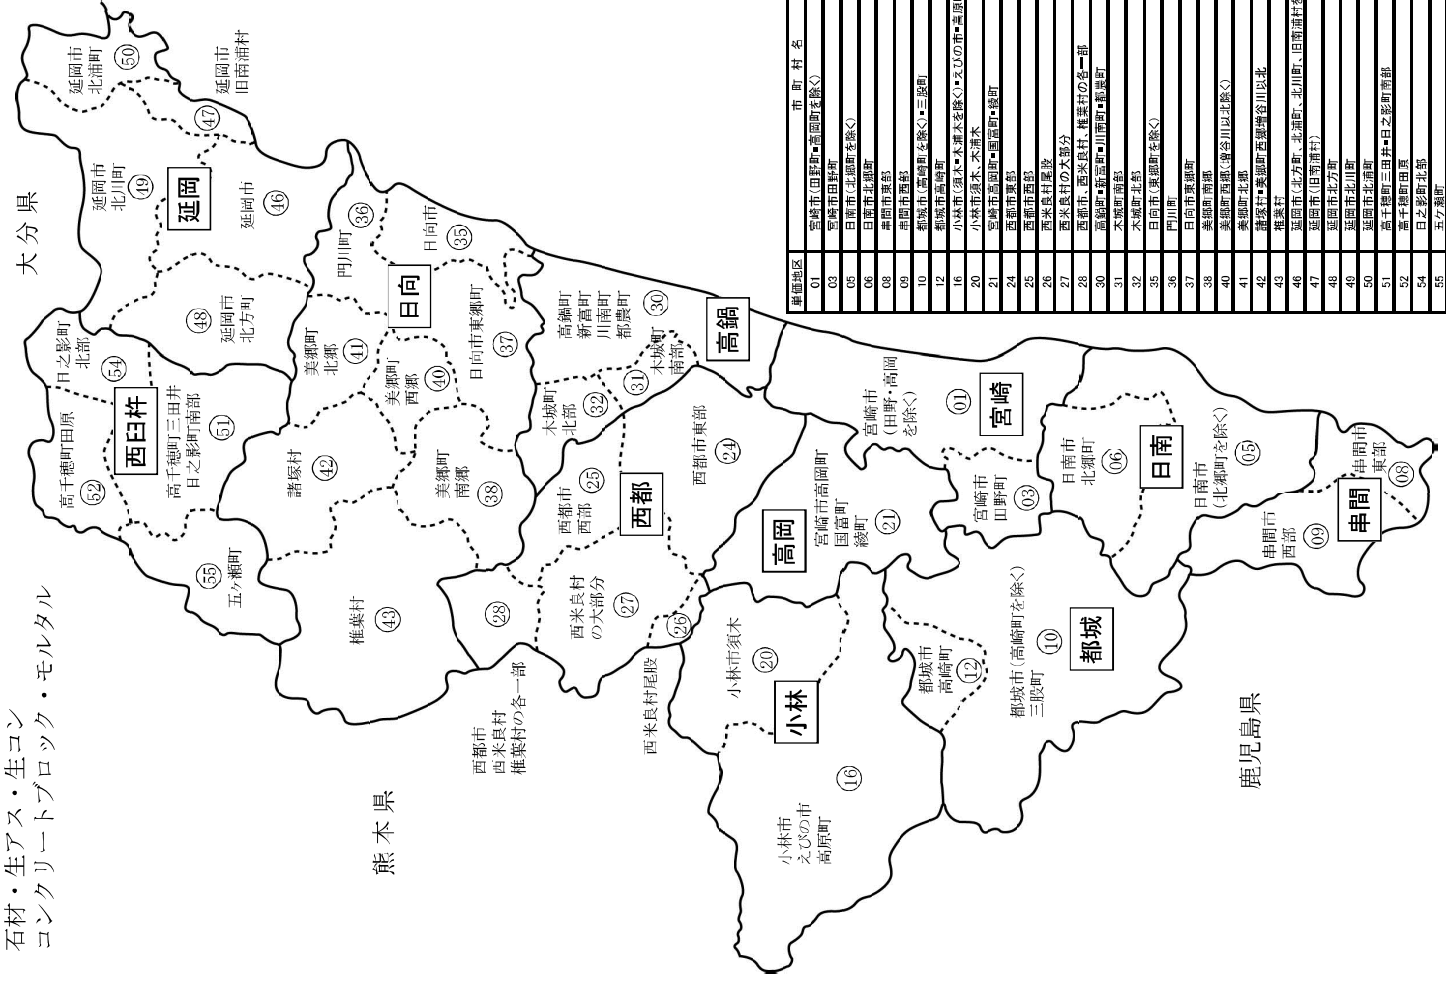 石材・生アス・生コン
コンクリートブロック・モルタル
大分県
熊本県
鹿児島県
延岡市
北浦町
50
延岡市
旧南浦村
47
延岡市
北川町
49
延岡
延岡市
46
48
延岡市
北方町
日之影町
北部
54
西臼杵
高千穂町田原
52
高千穂町三田井
日之影町南部
51
55
五ヶ瀬町
門川町
36
日向市
35
日向
美郷町
北郷
41
美郷町
西郷
40
日向市東郷町
37
諸塚村
42
美郷町
南郷
38
椎葉村
43
高鍋町
新富町
川南町
都農町
30
高鍋
木城町
南部
31
木城町
北部
32
西都市東部
24
西都市
西部
25
西都
西米良村
の大部分
27
28
26
西都市
西米良村
椎葉村の各一部
西米良村尾股
宮崎市
(田野・高岡
を除く)
01
宮崎
宮崎市
田野町
03
高岡
宮崎市高岡町
国富町
綾町
21
小林市須木
20
小林
小林市
えびの市
高原町
16
都城市
高崎町
12
都城市(高崎町を除く)
三股町
10
都城
日南市
北郷町
06
日南
日南市
(北郷町を除く)
05
串間市
東部
08
串間
串間市
西部
09
単価地区 市町村名
01 宮崎市(田野町・高岡町を除く)
03 宮崎市田野町
05 日南市(北郷町を除く)
06 日南市北郷町
08 串間市東部
09 串間市西部
10 都城市(高崎町を除く)・三股町
12 都城市高崎町
16 小林市(須木・木浦木を除く)・えびの市・高原
20 小林市須木、木浦木
21 宮崎市高岡町・国富町・綾町
24 西都市東部
25 西都市西部
26 西米良村尾股
27 西米良村の大部分
28 西都市、西米良村、椎葉村の各一部
30 高鍋町・新富町・川南町・都農町
31 木城町南部
32 木城町北部
35 日向市(東郷町を除く)
36 門川町
37 日向市東郷町
38 美郷町南郷
40 美郷町西郷(増谷川以北除く)
41 美郷町北郷
42 諸塚村・美郷町西郷増谷川以北
43 椎葉村
46 延岡市(北方町、北浦町、北川町、旧南浦村を
47 延岡市(旧南浦村)
48 延岡市北方町
49 延岡市北川町
50 延岡市北浦町
51 高千穂町三田井・日之影町南部
52 高千穂町田原
54 日之影町北部
55 五ケ瀬町